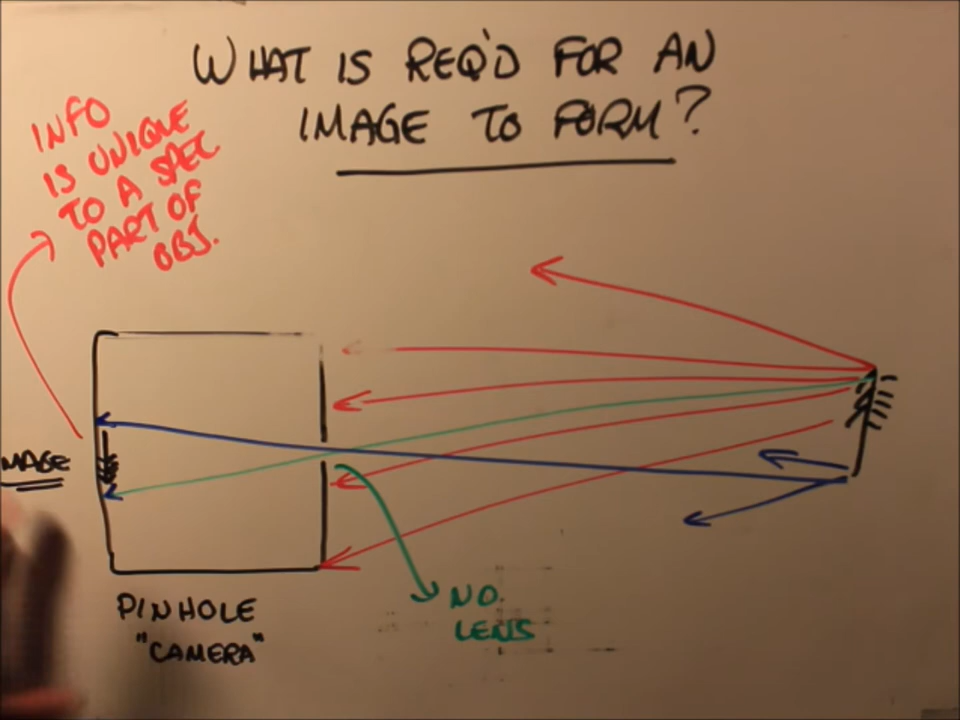 WHAT IS REQ'D FOR AN
IMAGE TO FORM?
INFO
IS UNIQUE
TO A SPEC.
PART OF
OBJ.
MAGE
PINHOLE
"CAMERA"
NO
LENS